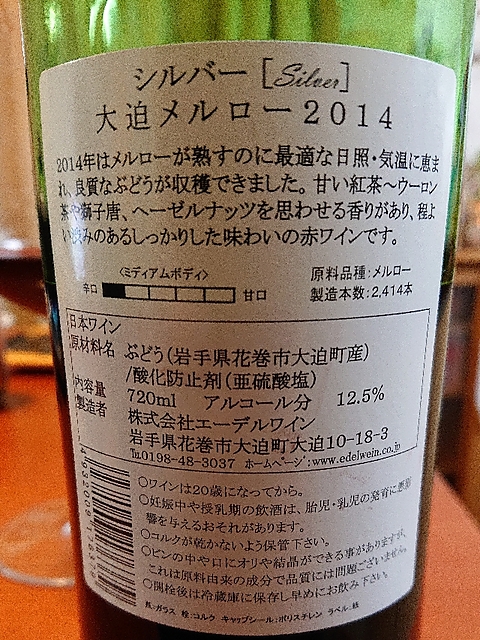 シルバー [Silver]
大迫メルロー2014
2014年はメルローが熟すのに最適な日照・気温に恵ま
れ、良質なぶどうが収穫できました。甘い紅茶〜ウーロン
茶や獅子唐、ヘーゼルナッツを思わせる香りがあり、程よ
い渋みのあるしっかりした味わいの赤ワインです。
〈ミディアムボディ〉
辛口 甘口
原料品種：メルロー
製造本数：2,414本
日本ワイン
原材料名 ぶどう(岩手県花巻市大迫町産)
/酸化防止剤(亜硫酸塩)
内容量 720ml アルコール分 12.5%
製造者 株式会社エーデルワイン
岩手県花巻市大迫町大迫10-18-3
℡0198-48-3037 ホームページ：www.edelwein.co.jp
○ワインは20歳になってから。
○妊娠中や授乳期の飲酒は、胎児・乳児の発育に悪影
響を与えるおそれがあります。
○コルクが乾かないよう保管下さい。
○ビンの中や口にオリや結晶ができる事がありますが、
これは原料由来の成分で品質には問題ございません。
○開栓後は冷蔵庫に保存し早めにお飲み下さい。
瓶：ガラス 栓：コルク キャップシール：ポリスチレン ラベル：紙